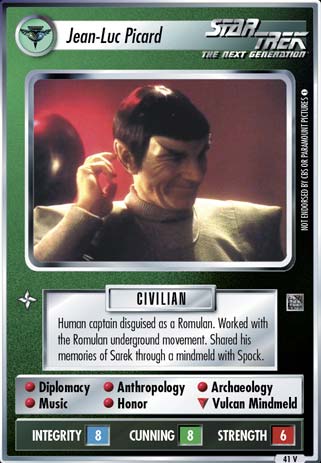 Jean-Luc Picard
STAR TREK
THE NEXT GENERATION
NOT ENDORSED BY CBS OR PARAMOUNT PICTURES
CIVILIAN
Human captain disguised as a Romulan. Worked with
the Romulan underground movement. Shared his
memories of Sarek through a mindmeld with Spock.
Diplomacy Anthropology Archaeology
Music Honor Vulcan Mindmeld
INTEGRITY 8 CUNNING 8 STRENGTH 6
41 V